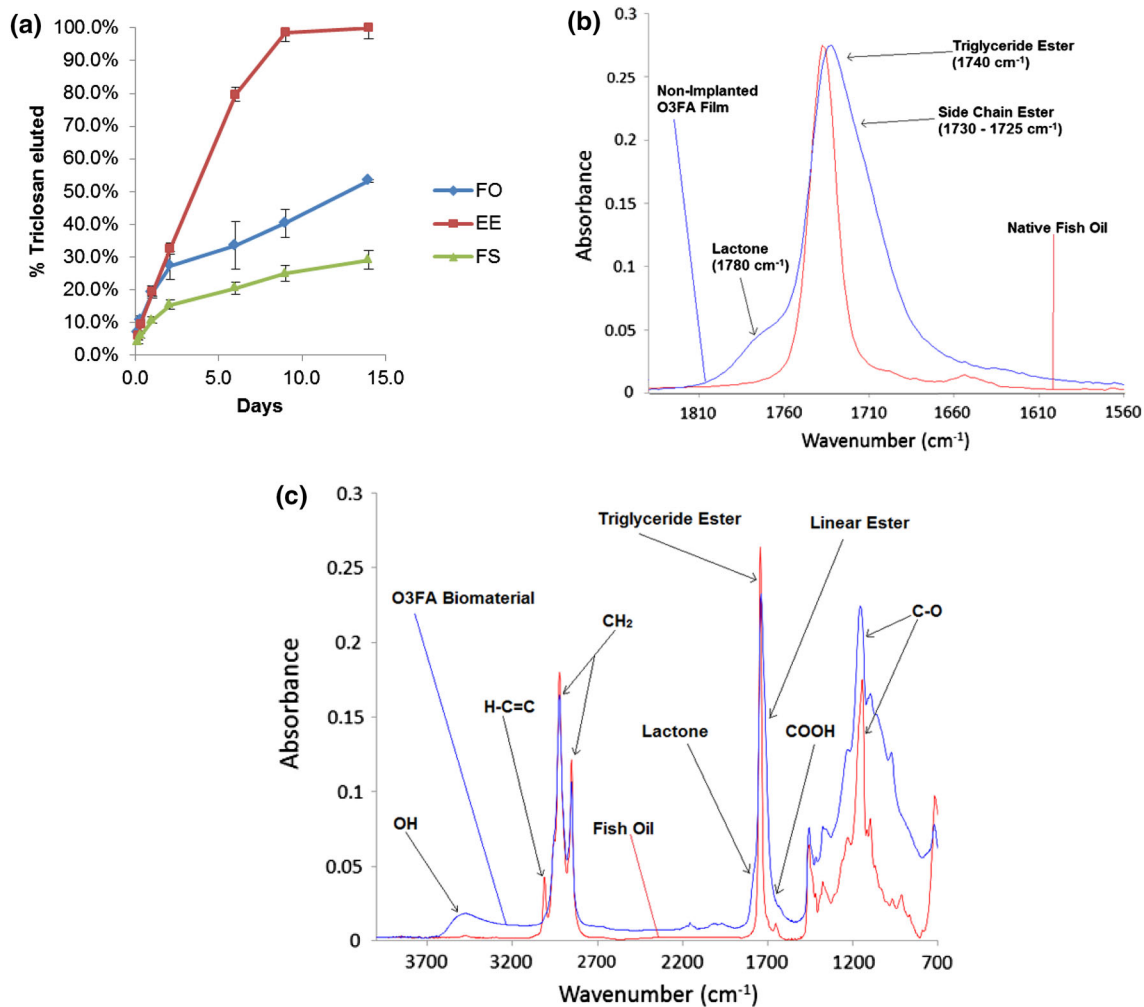 (a)
100.0%
90.0%
80.0%
70.0%
60.0%
50.0%
40.0%
30.0%
20.0%
10.0%
0.0%
% Triclosan eluted
0.0 5.0 10.0 15.0
Days
FO
EE
FS
(b)
0.3
0.25
0.2
0.15
0.1
0.05
0
Absorbance
Triglyceride Ester
(1740 cm⁻¹)
Non-Implanted
O3FA Film
Side Chain Ester
(1730 - 1725 cm⁻¹)
Lactone
(1780 cm⁻¹)
Native Fish Oil
1810 1760 1710 1660 1610 1560
Wavenumber (cm⁻¹)
(c)
0.3
0.25
0.2
0.15
0.1
0.05
0
Absorbance
Triglyceride Ester
Linear Ester
O3FA Biomaterial
CH₂
C-O
H-C=C
Lactone
COOH
OH
Fish Oil
3700 3200 2700 2200 1700 1200 700
Wavenumber (cm⁻¹)